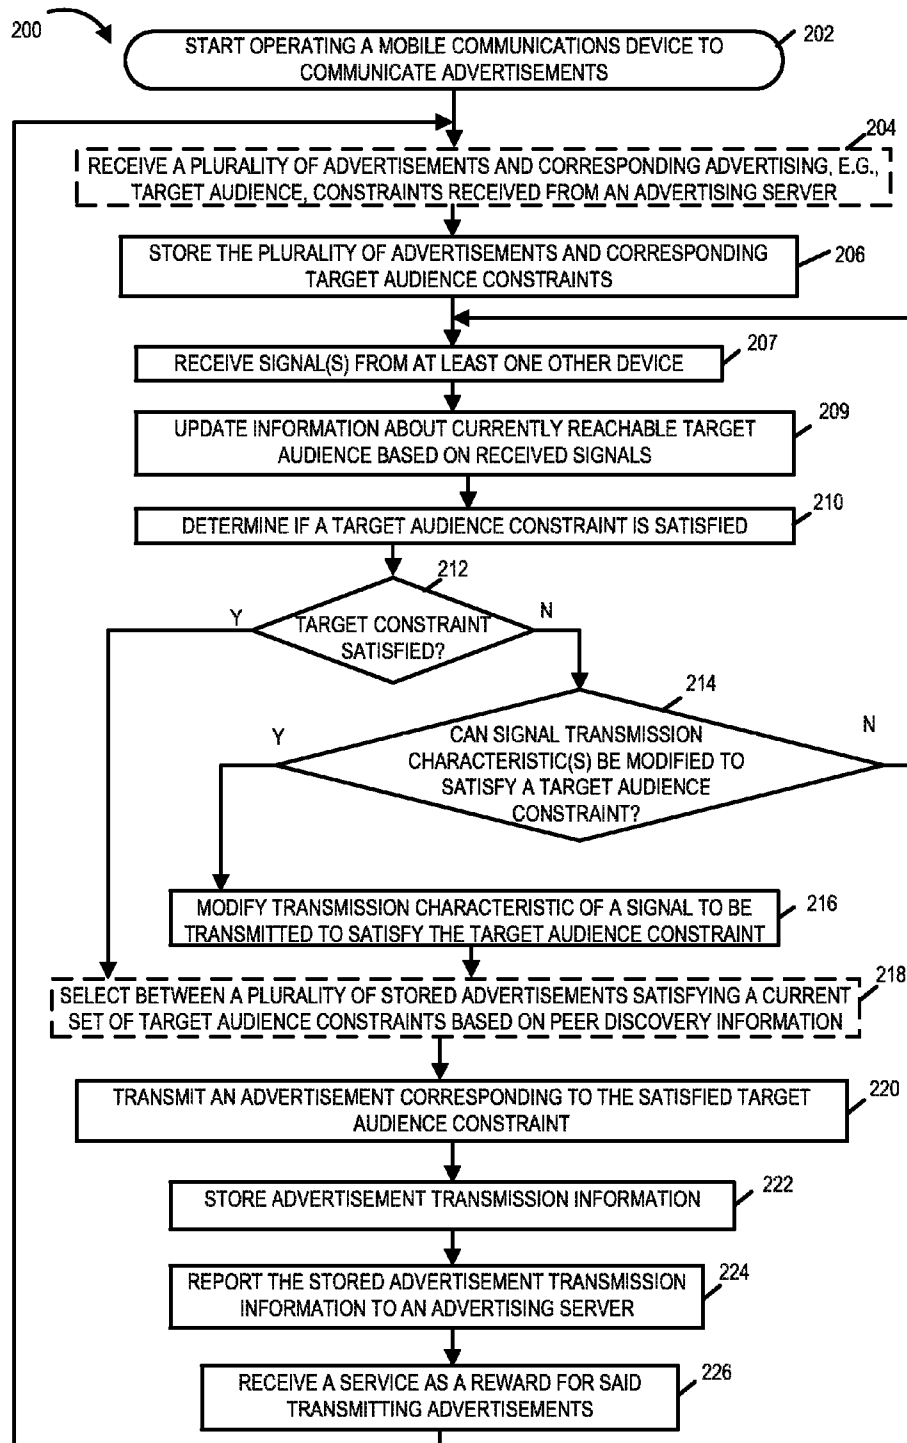 200
START OPERATING A MOBILE COMMUNICATIONS DEVICE TO
COMMUNICATE ADVERTISEMENTS
202
204
RECEIVE A PLURALITY OF ADVERTISEMENTS AND CORRESPONDING ADVERTISING, E.G.,
TARGET AUDIENCE, CONSTRAINTS RECEIVED FROM AN ADVERTISING SERVER
STORE THE PLURALITY OF ADVERTISEMENTS AND CORRESPONDING
TARGET AUDIENCE CONSTRAINTS
206
207
RECEIVE SIGNAL(S) FROM AT LEAST ONE OTHER DEVICE
209
UPDATE INFORMATION ABOUT CURRENTLY REACHABLE TARGET
AUDIENCE BASED ON RECEIVED SIGNALS
210
DETERMINE IF A TARGET AUDIENCE CONSTRAINT IS SATISFIED
212
Y
N
TARGET CONSTRAINT
SATISFIED?
214
Y
N
CAN SIGNAL TRANSMISSION
CHARACTERISTIC(S) BE MODIFIED TO
SATISFY A TARGET AUDIENCE
CONSTRAINT?
MODIFY TRANSMISSION CHARACTERISTIC OF A SIGNAL TO BE
TRANSMITTED TO SATISFY THE TARGET AUDIENCE CONSTRAINT
216
218
SELECT BETWEEN A PLURALITY OF STORED ADVERTISEMENTS SATISFYING A CURRENT
SET OF TARGET AUDIENCE CONSTRAINTS BASED ON PEER DISCOVERY INFORMATION
TRANSMIT AN ADVERTISEMENT CORRESPONDING TO THE SATISFIED TARGET
AUDIENCE CONSTRAINT
220
222
STORE ADVERTISEMENT TRANSMISSION INFORMATION
REPORT THE STORED ADVERTISEMENT TRANSMISSION
INFORMATION TO AN ADVERTISING SERVER
224
RECEIVE A SERVICE AS A REWARD FOR SAID
TRANSMITTING ADVERTISEMENTS
226